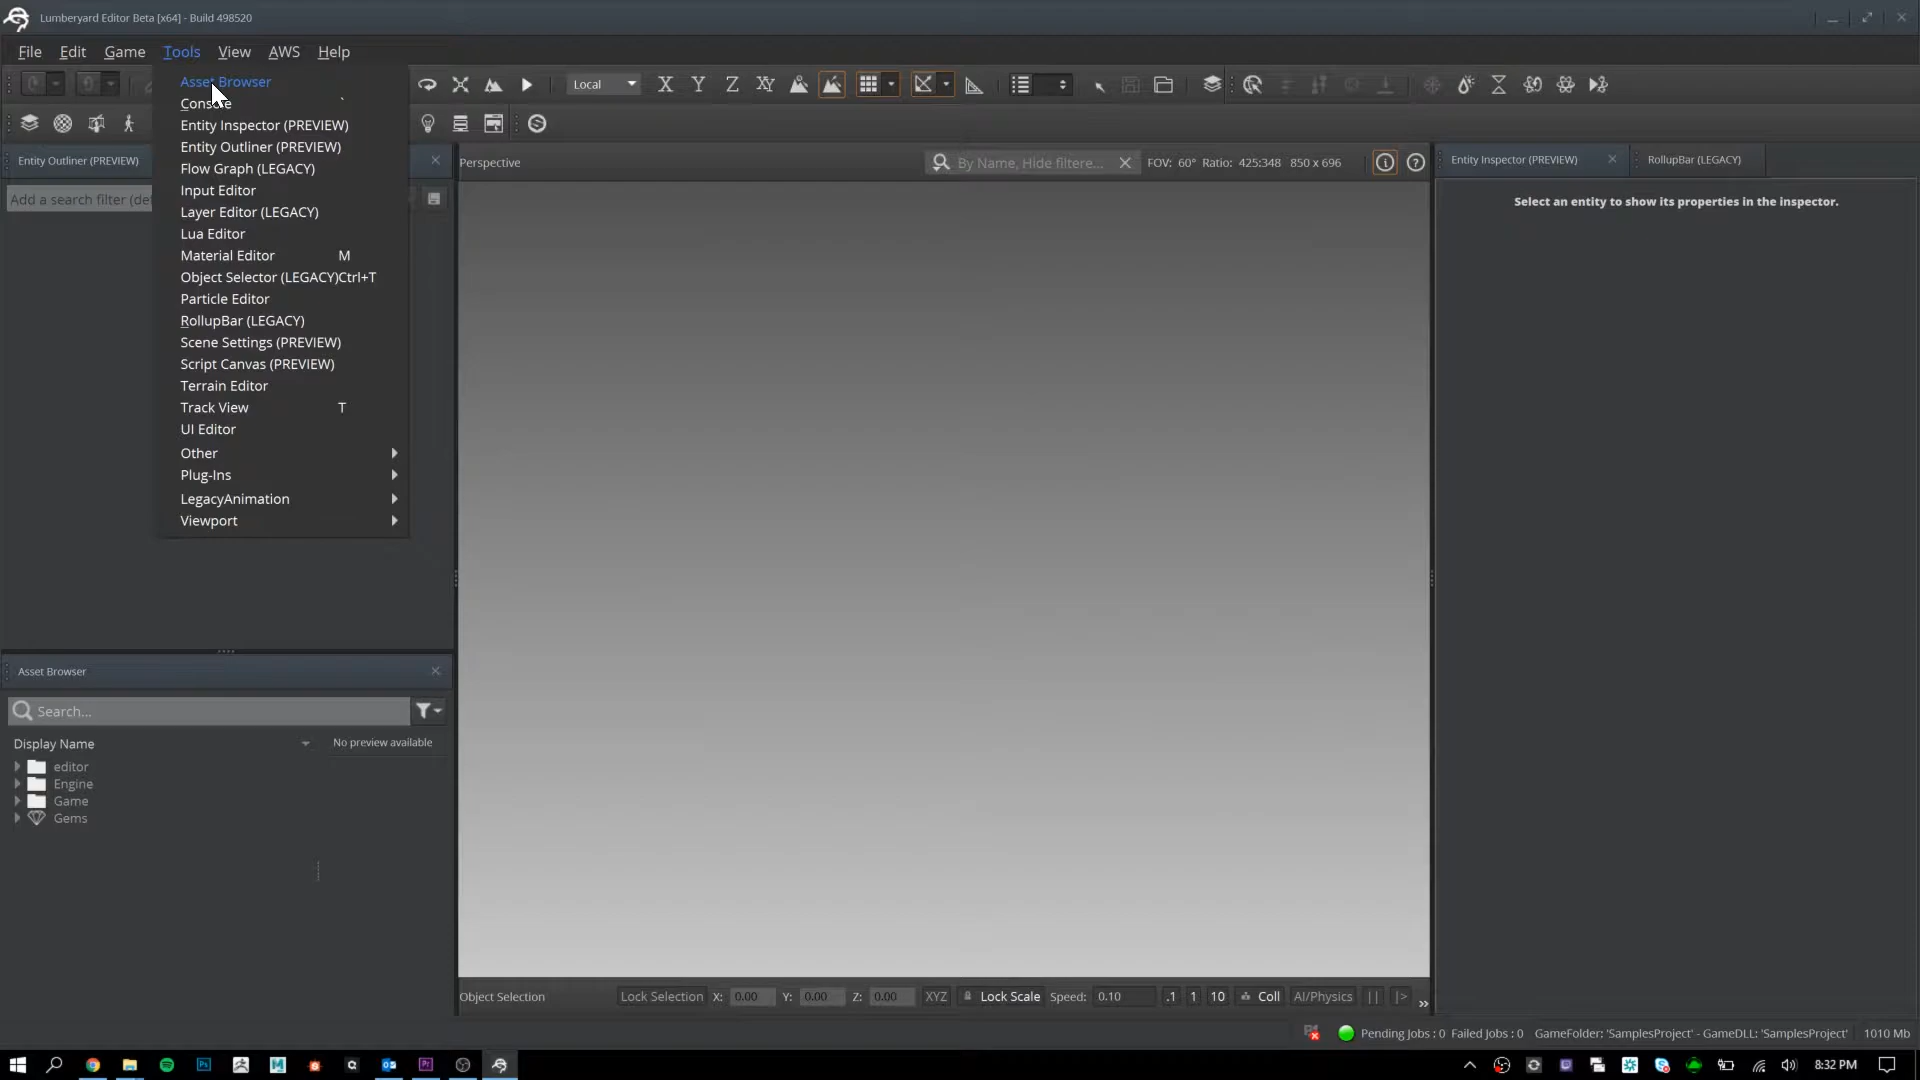 Lumberyard Editor Beta [x64] - Build 498520
File Edit Game Tools View AWS Help
Asset Browser
Local X Y Z XY
Console `
Entity Inspector (PREVIEW)
Entity Outliner (PREVIEW)
Flow Graph (LEGACY)
Input Editor
Layer Editor (LEGACY)
Lua Editor
Material Editor M
Object Selector (LEGACY)Ctrl+T
Particle Editor
RollupBar (LEGACY)
Scene Settings (PREVIEW)
Script Canvas (PREVIEW)
Terrain Editor
Track View T
UI Editor
Other
Plug-Ins
LegacyAnimation
Viewport
Entity Outliner (PREVIEW)
Add a search filter (def
Perspective By Name, Hide filtere... FOV: 60° Ratio: 425:348 850 x 696
Entity Inspector (PREVIEW) RollupBar (LEGACY)
Select an entity to show its properties in the inspector.
Asset Browser
Search...
Display Name No preview available
editor
Engine
Game
Gems
Object Selection Lock Selection X: 0.00 Y: 0.00 Z: 0.00 XYZ Lock Scale Speed: 0.10 .1 1 10 Coll AI/Physics || |> »
Pending Jobs : 0 Failed Jobs : 0 GameFolder: 'SamplesProject' - GameDLL: 'SamplesProject' 1010 Mb
8:32 PM